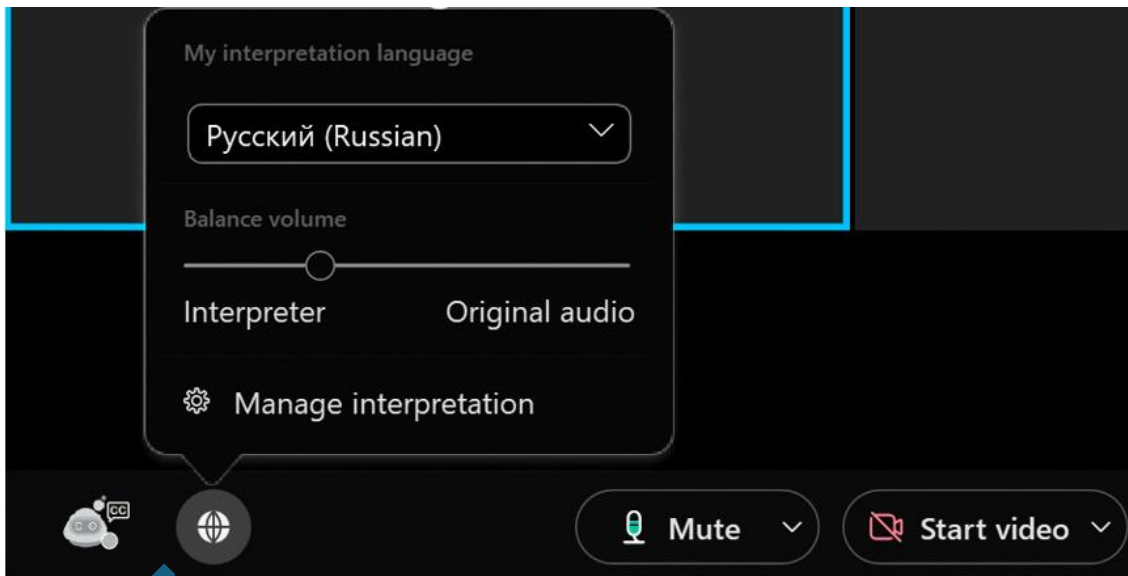 My interpretation language
Русский (Russian)
Balance volume
Interpreter Original audio
Manage interpretation
CC Mute Start video